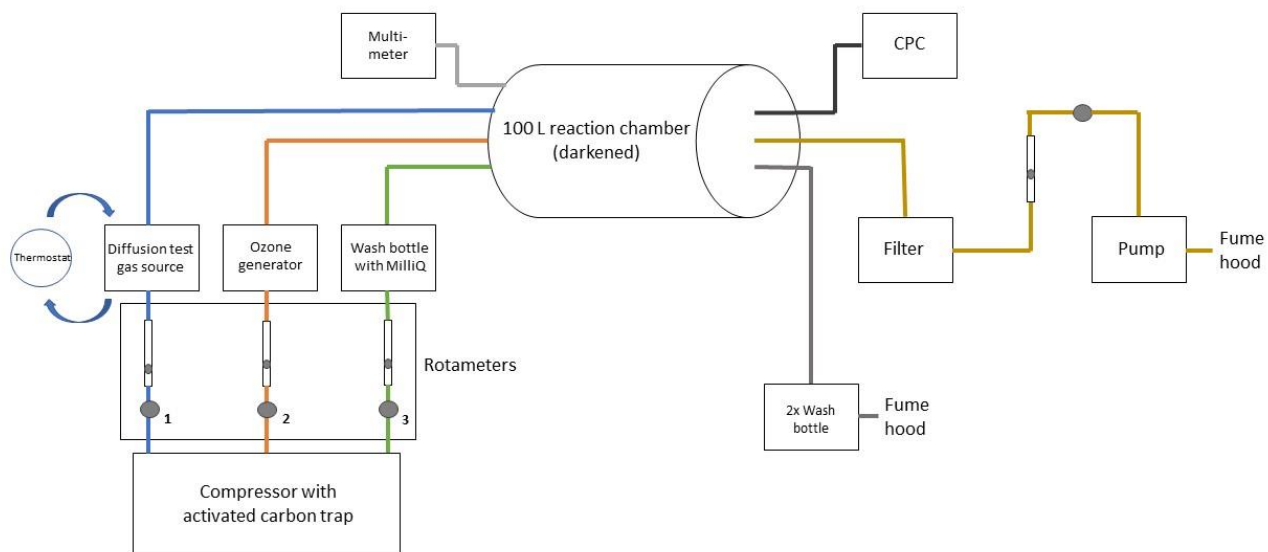 Multi-
meter
CPC
100 L reaction chamber
(darkened)
Thermostat
Diffusion test
gas source
Ozone
generator
Wash bottle
with MilliQ
Filter
Pump
Fume
hood
Rotameters
1
2
3
2x Wash
bottle
Fume
hood
Compressor with
activated carbon trap